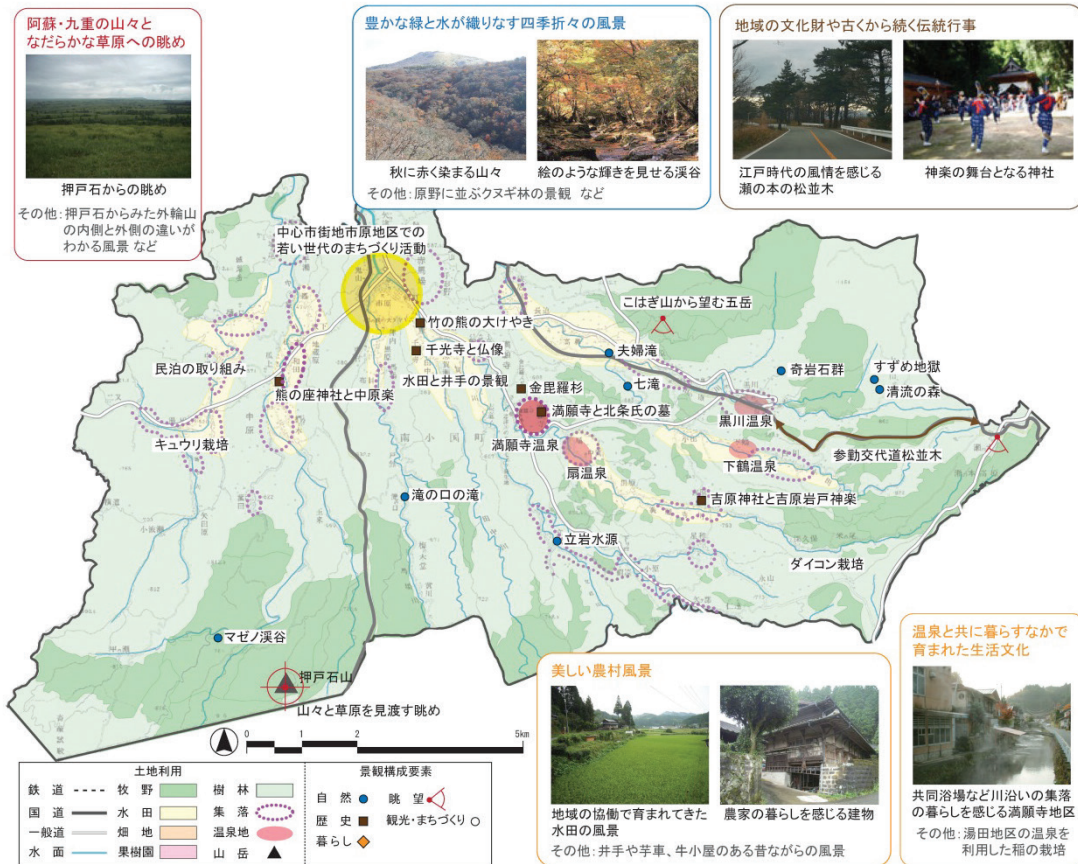 阿蘇・九重の山々と
なだらかな草原への眺め
押戸石からの眺め
その他：押戸石からみた外輪山
の内側と外側の違いが
わかる風景 など
豊かな緑と水が織りなす四季折々の風景
秋に赤く染まる山々
絵のような輝きを見せる渓谷
その他：原野に並ぶクヌギ林の景観 など
地域の文化財や古くから続く伝統行事
江戸時代の風情を感じる
瀬の本の松並木
神楽の舞台となる神社
中心市街地市原地区での
若い世代のまちづくり活動
こはぎ山から望む五岳
竹の熊の大けやき
千光寺と仏像
夫婦滝
奇岩石群
すずめ地獄
民泊の取り組み
水田と井手の景観
七滝
清流の森
熊の座神社と中原楽
金毘羅杉
満願寺と北条氏の墓
黒川温泉
キュウリ栽培
満願寺温泉
参勤交代道松並木
南小国町
扇温泉
下鶴温泉
滝の口の滝
吉原神社と吉原岩戸神楽
立岩水源
ダイコン栽培
マゼノ渓谷
押戸石山
山々と草原を見渡す眺め
0 1 2 5km
土地利用
鉄道
牧野
樹林
国道
水田
集落
一般道
畑地
温泉地
水面
果樹園
山岳
景観構成要素
自然
眺望
歴史
観光・まちづくり
暮らし
美しい農村風景
地域の協働で育まれてきた
水田の風景
農家の暮らしを感じる建物
その他：井手や芋車、牛小屋のある昔ながらの風景
温泉と共に暮らすなかで
育まれた生活文化
共同浴場など川沿いの集落
の暮らしを感じる満願寺地区
その他：湯田地区の温泉を
利用した稲の栽培